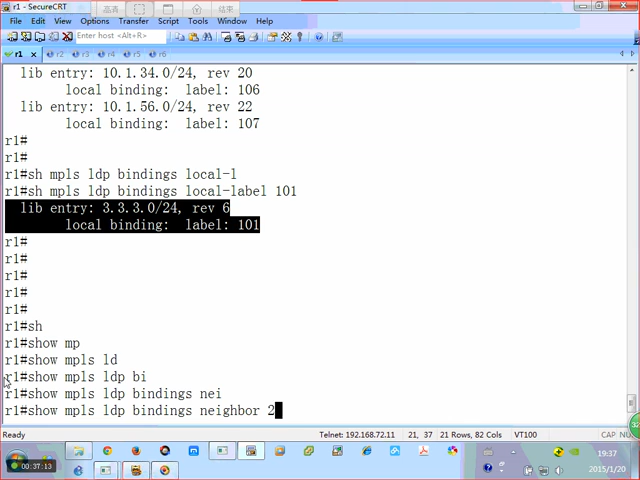 r1 - SecureCRT
File Edit View Options Transfer Script Tools Window Help
Enter host <Alt+R>
r1 r2 r3 r4 r5 r6
lib entry: 10.1.34.0/24, rev 20
local binding: label: 106
lib entry: 10.1.56.0/24, rev 22
local binding: label: 107
r1#
r1#
r1#sh mpls ldp bindings local-l
r1#sh mpls ldp bindings local-label 101
lib entry: 3.3.3.0/24, rev 6
local binding: label: 101
r1#
r1#
r1#
r1#
r1#
r1#sh
r1#show mp
r1#show mpls ld
r1#show mpls ldp bi
r1#show mpls ldp bindings nei
r1#show mpls ldp bindings neighbor 2
Ready Telnet: 192.168.72.11 21, 37 21 Rows, 82 Cols VT100 CAP NU
32
19:37
00:37:13
2015/1/20